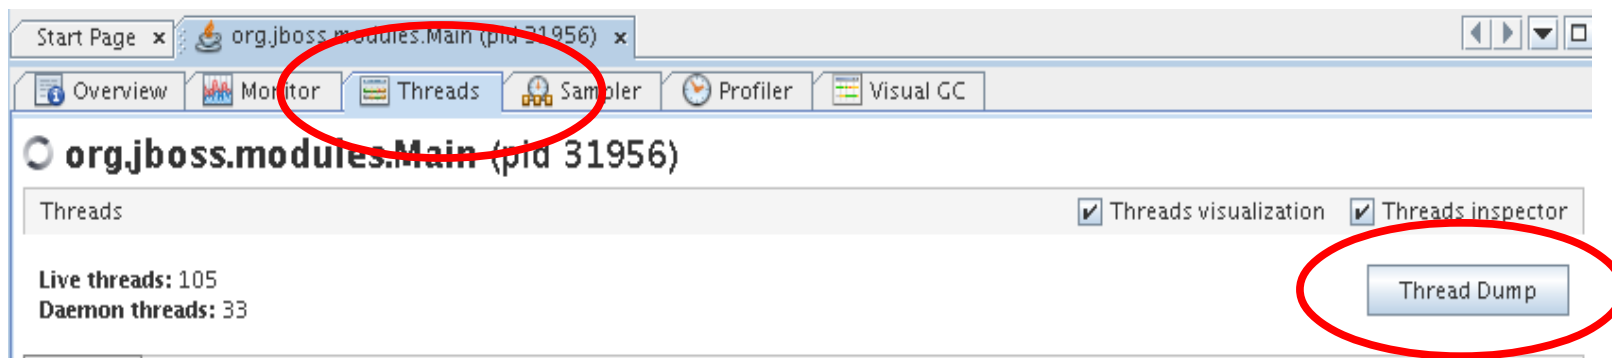 Start Page x org.jboss.modules.Main (pid 31956) x
Overview Monitor Threads Sampler Profiler Visual GC
org.jboss.modules.Main (pid 31956)
Threads Threads visualization Threads inspector
Live threads: 105
Daemon threads: 33
Thread Dump